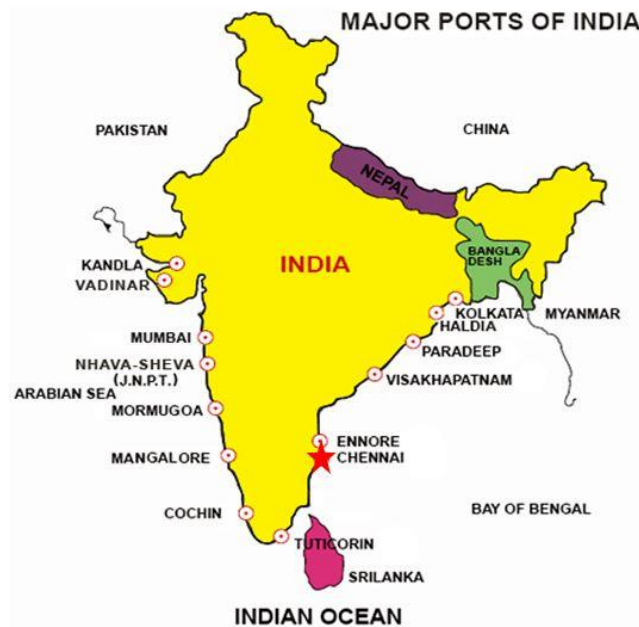 MAJOR PORTS OF INDIA
PAKISTAN
CHINA
NEPAL
INDIA
BANGLA
DESH
KANDLA
VADINAR
KOLKATA
MYANMAR
HALDIA
MUMBAI
PARADEEP
NHAVA-SHEVA
(J.N.P.T.)
VISAKHAPATNAM
ARABIAN SEA
MORMUGOA
ENNORE
CHENNAI
MANGALORE
COCHIN
BAY OF BENGAL
TUTICORIN
SRILANKA
INDIAN OCEAN